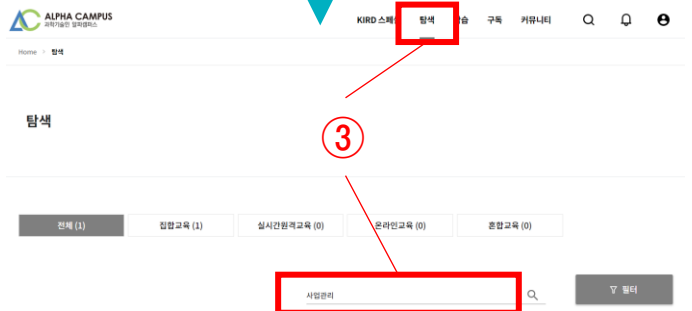 ALPHA CAMPUS
과학기술인 알파캠퍼스
KIRD 스페셜 탐색 학습 구독 커뮤니티
Home > 탐색
탐색
③
전체 (1) 집합교육 (1) 실시간원격교육 (0) 온라인교육 (0) 혼합교육 (0)
사업관리
필터